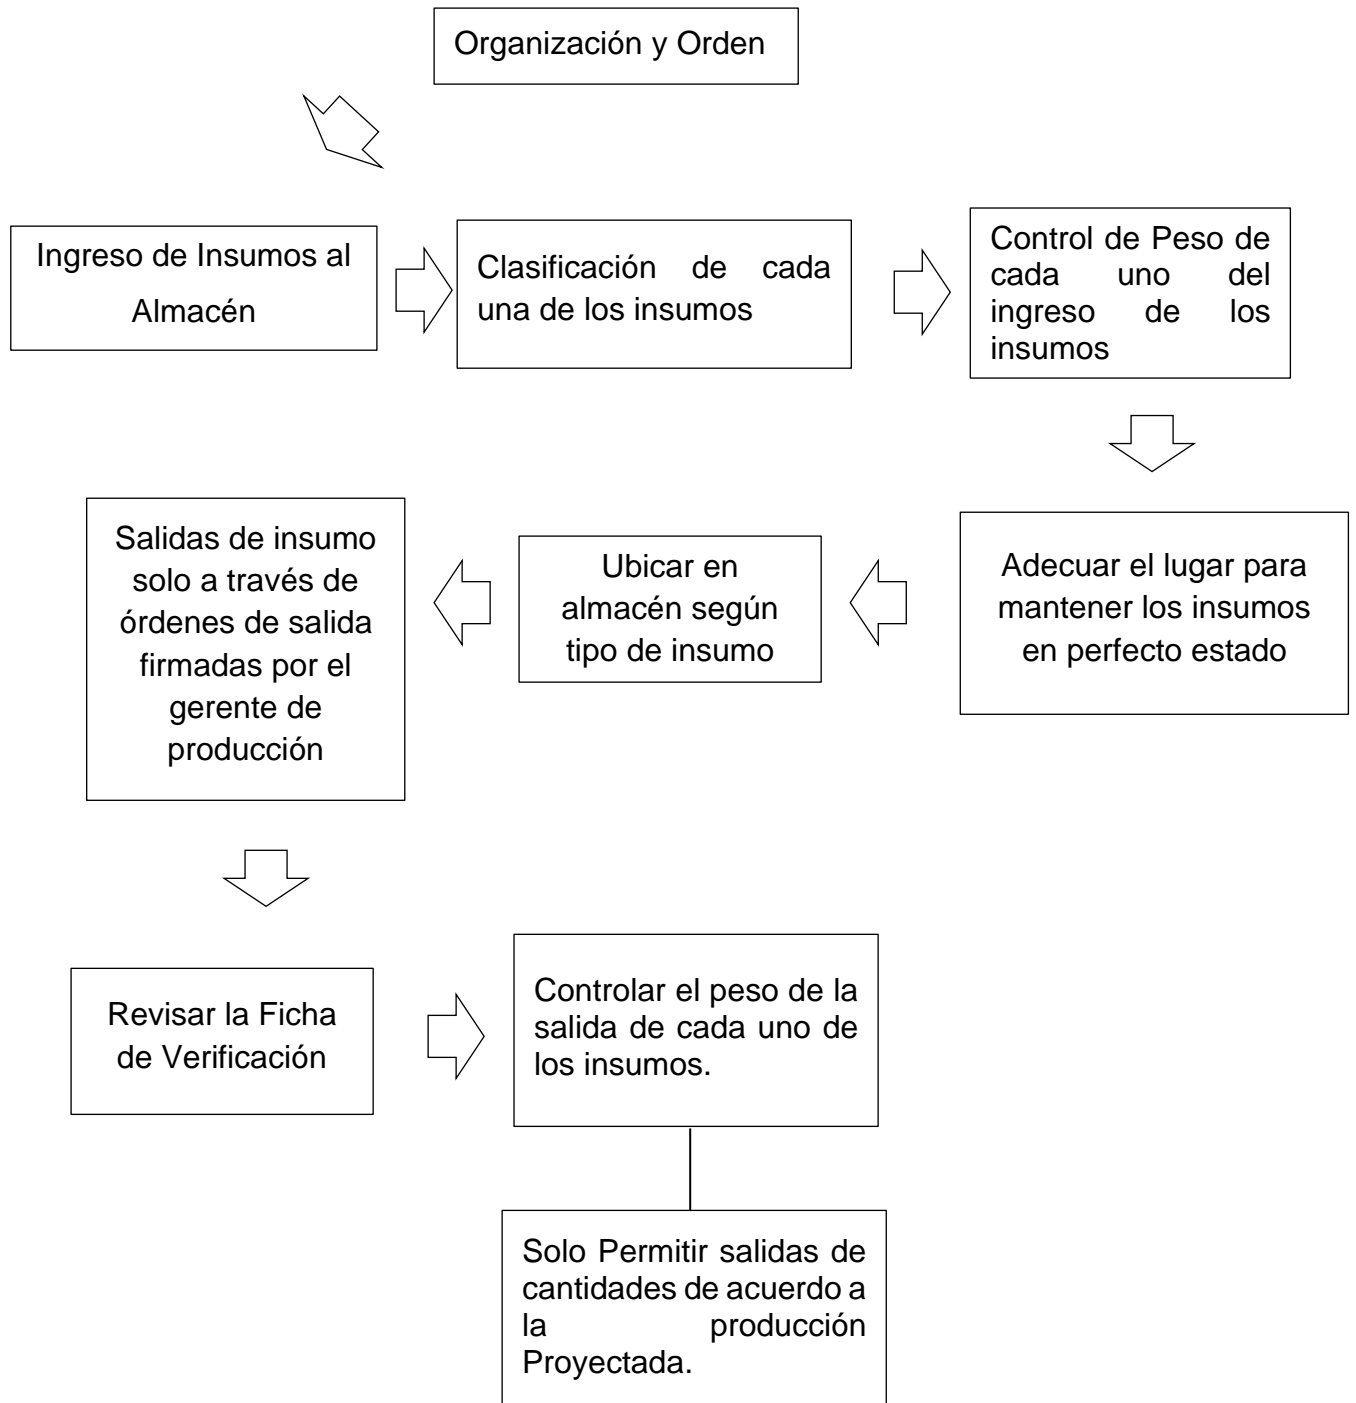 Organización y Orden
Ingreso de Insumos al
Almacén
Clasificación de cada
una de los insumos
Control de Peso de
cada uno del
ingreso de los
insumos
Adecuar el lugar para
mantener los insumos
en perfecto estado
Ubicar en
almacén según
tipo de insumo
Salidas de insumo
solo a través de
órdenes de salida
firmadas por el
gerente de
producción
Revisar la Ficha
de Verificación
Controlar el peso de la
salida de cada uno de
los insumos.
Solo Permitir salidas de
cantidades de acuerdo a
la producción
Proyectada.